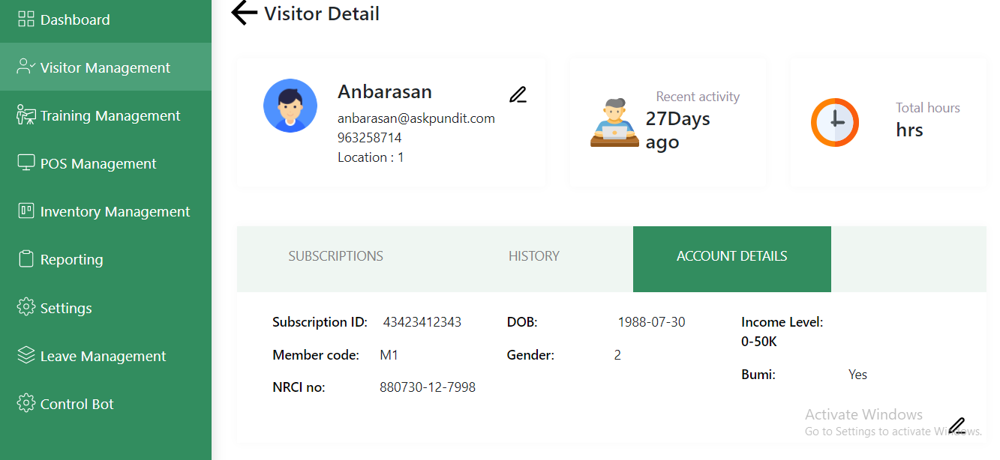 Dashboard
Visitor Management
Training Management
POS Management
Inventory Management
Reporting
Settings
Leave Management
Control Bot
Visitor Detail
Anbarasan
anbarasan@askpundit.com
963258714
Location : 1
Recent activity
27Days
ago
Total hours
hrs
SUBSCRIPTIONS HISTORY ACCOUNT DETAILS
Subscription ID: 43423412343
Member code: M1
NRCI no: 880730-12-7998
DOB: 1988-07-30
Gender: 2
Income Level:
0-50K
Bumi: Yes
Activate Windows
Go to Settings to activate Windows.